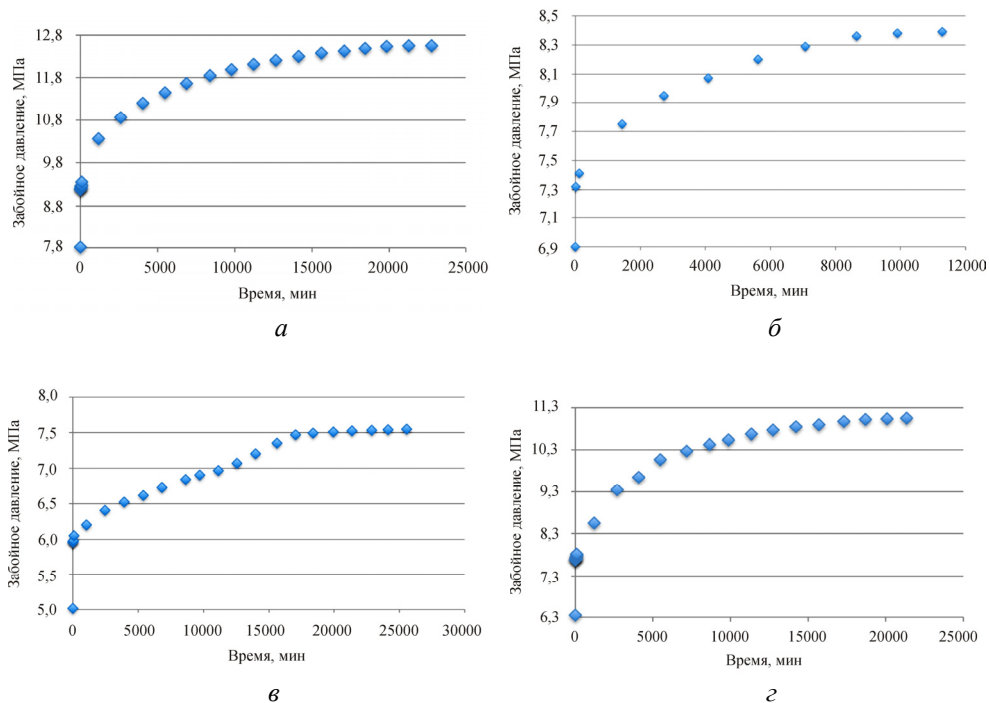 Забойное давление, МПа
12,8
11,8
10,8
9,8
8,8
7,8
0 5000 10000 15000 20000 25000
Время, мин
а
Забойное давление, МПа
8,5
8,3
8,1
7,9
7,7
7,5
7,3
7,1
6,9
0 2000 4000 6000 8000 10000 12000
Время, мин
б
Забойное давление, МПа
8,0
7,5
7,0
6,5
6,0
5,5
5,0
0 5000 10000 15000 20000 25000 30000
Время, мин
в
Забойное давление, МПа
11,3
10,3
9,3
8,3
7,3
6,3
0 5000 10000 15000 20000 25000
Время, мин
г